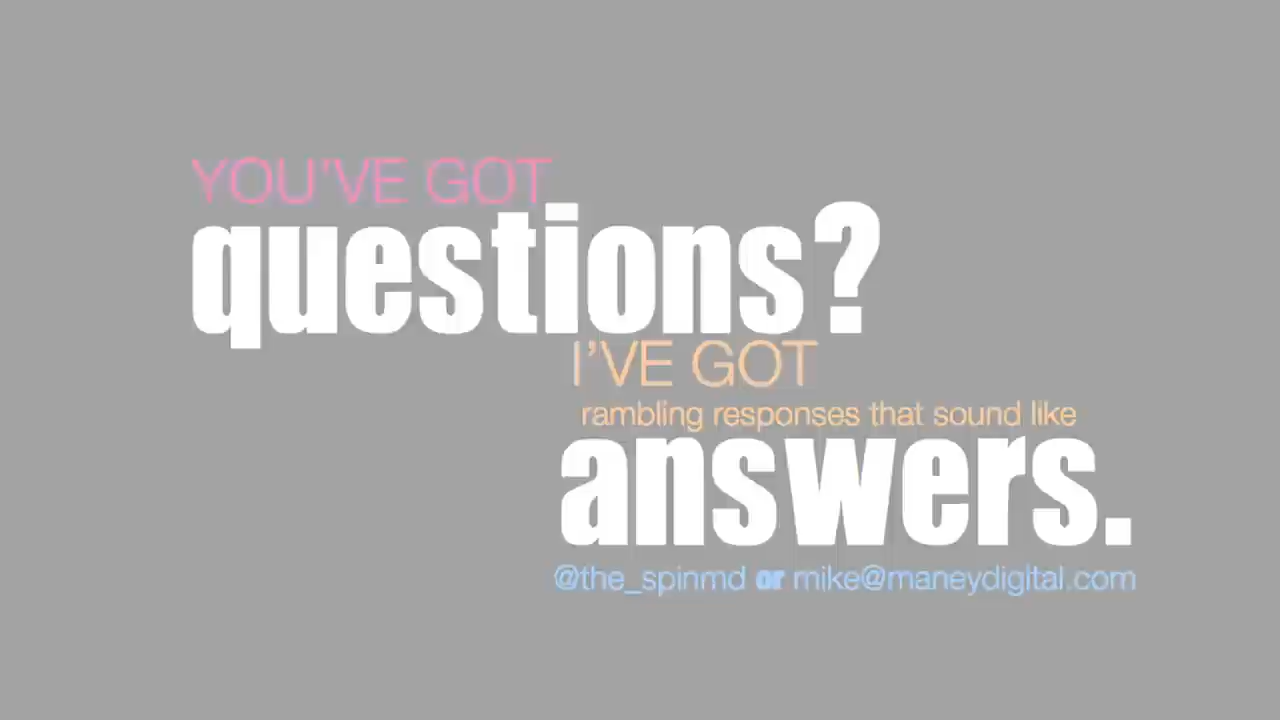 YOU'VE GOT
questions?
I'VE GOT
rambling responses that sound like
answers.
@the_spinmd or mike@maneydigital.com